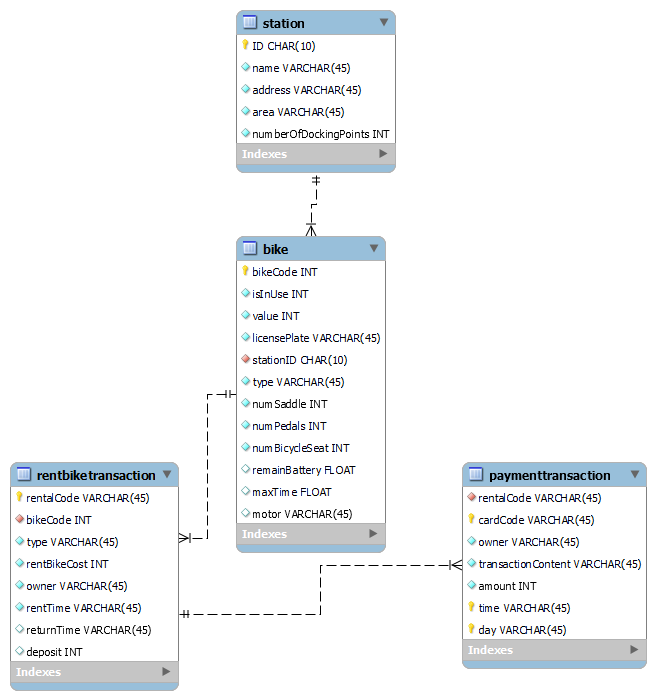 station
ID CHAR(10)
name VARCHAR(45)
address VARCHAR(45)
area VARCHAR(45)
numberOfDockingPoints INT
Indexes
bike
bikeCode INT
isInUse INT
value INT
licensePlate VARCHAR(45)
stationID CHAR(10)
type VARCHAR(45)
numSaddle INT
numPedals INT
numBicycleSeat INT
remainBattery FLOAT
maxTime FLOAT
motor VARCHAR(45)
Indexes
rentbiketransaction
rentalCode VARCHAR(45)
bikeCode INT
type VARCHAR(45)
rentBikeCost INT
owner VARCHAR(45)
rentTime VARCHAR(45)
returnTime VARCHAR(45)
deposit INT
Indexes
paymenttransaction
rentalCode VARCHAR(45)
cardCode VARCHAR(45)
owner VARCHAR(45)
transactionContent VARCHAR(45)
amount INT
time VARCHAR(45)
day VARCHAR(45)
Indexes